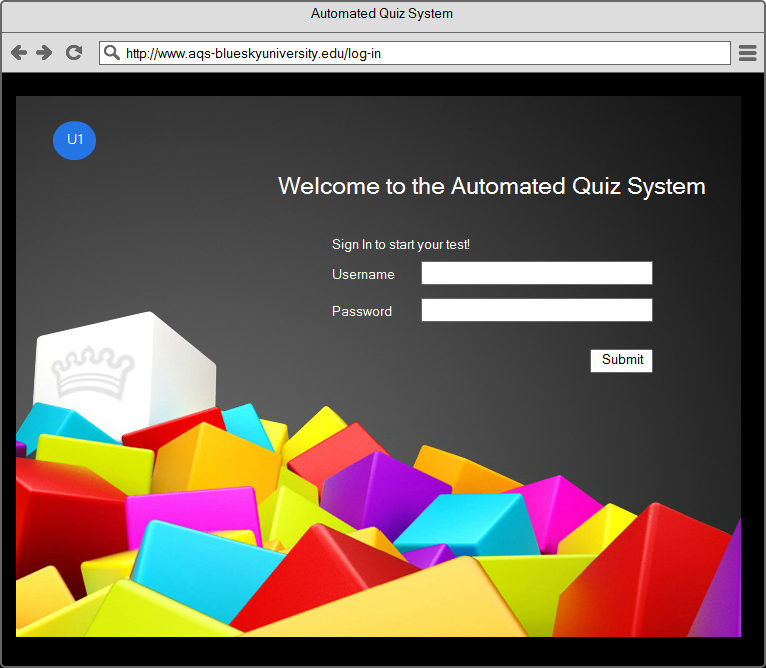 Automated Quiz System
http://www.aqs-blueskyuniversity.edu/log-in
U1
Welcome to the Automated Quiz System
Sign In to start your test!
Username
Password
Submit